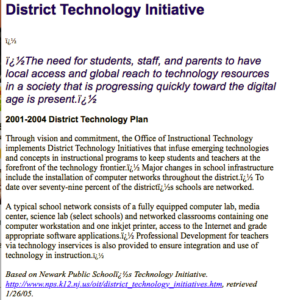 District Technology Initiative
ï¿½
ï¿½The need for students, staff, and parents to have
local access and global reach to technology resources
in a society that is progressing quickly toward the digital
age is present.ï¿½
2001-2004 District Technology Plan
Through vision and commitment, the Office of Instructional Technology
implements District Technology Initiatives that infuse emerging technologies
and concepts in instructional programs to keep students and teachers at the
forefront of the technology frontier.ï¿½ Major changes in school infrastructure
include the installation of computer networks throughout the district.ï¿½ To
date over seventy-nine percent of the districtï¿½s schools are networked.
A typical school network consists of a fully equipped computer lab, media
center, science lab (select schools) and networked classrooms containing one
computer workstation and one inkjet printer, access to the Internet and grade
appropriate software applications.ï¿½ Professional Development for teachers
via technology inservices is also provided to ensure integration and use of
technology in instruction.ï¿½
Based on Newark Public Schoolï¿½s Technology Initiative.
http://www.nps.k12.nj.us/oit/district_technology_initiatives.htm, retrieved
1/26/05.